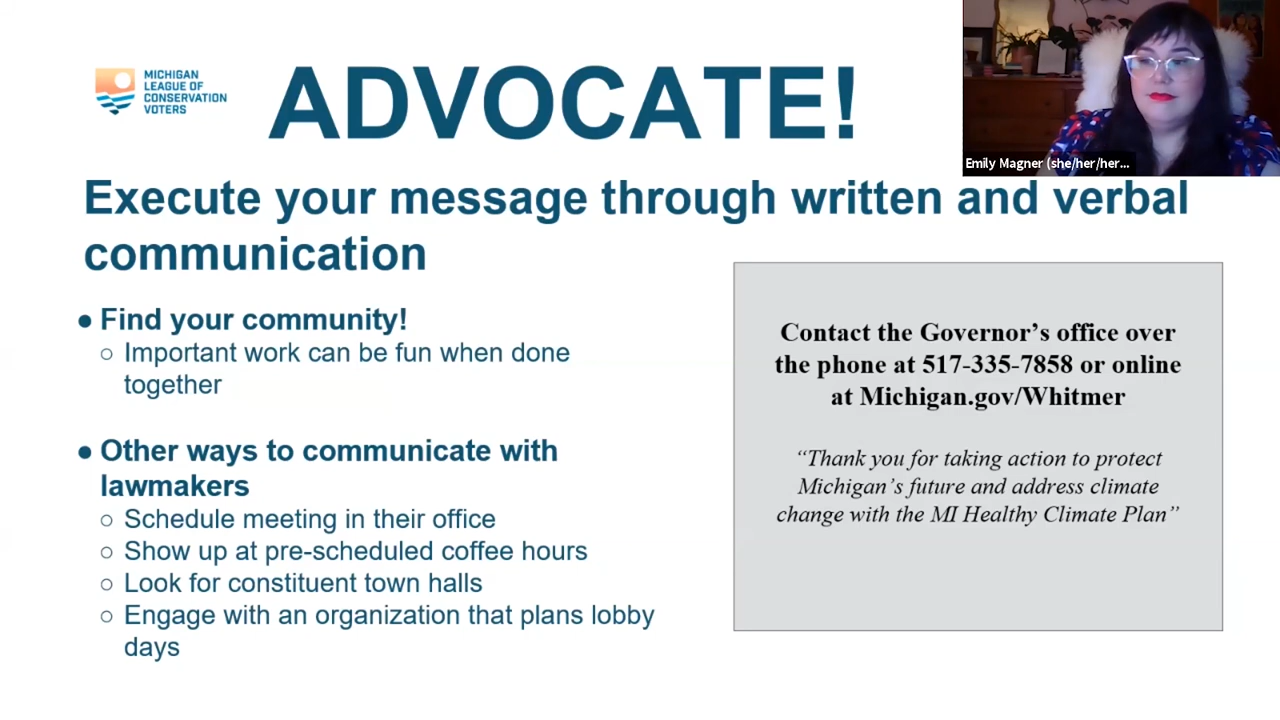 MICHIGAN
LEAGUE OF
CONSERVATION
VOTERS
ADVOCATE!
Emily Magner (she/her/her...
Execute your message through written and verbal
communication
● Find your community!
○ Important work can be fun when done
together
● Other ways to communicate with
lawmakers
○ Schedule meeting in their office
○ Show up at pre-scheduled coffee hours
○ Look for constituent town halls
○ Engage with an organization that plans lobby
days
Contact the Governor’s office over
the phone at 517-335-7858 or online
at Michigan.gov/Whitmer
“Thank you for taking action to protect
Michigan’s future and address climate
change with the MI Healthy Climate Plan”